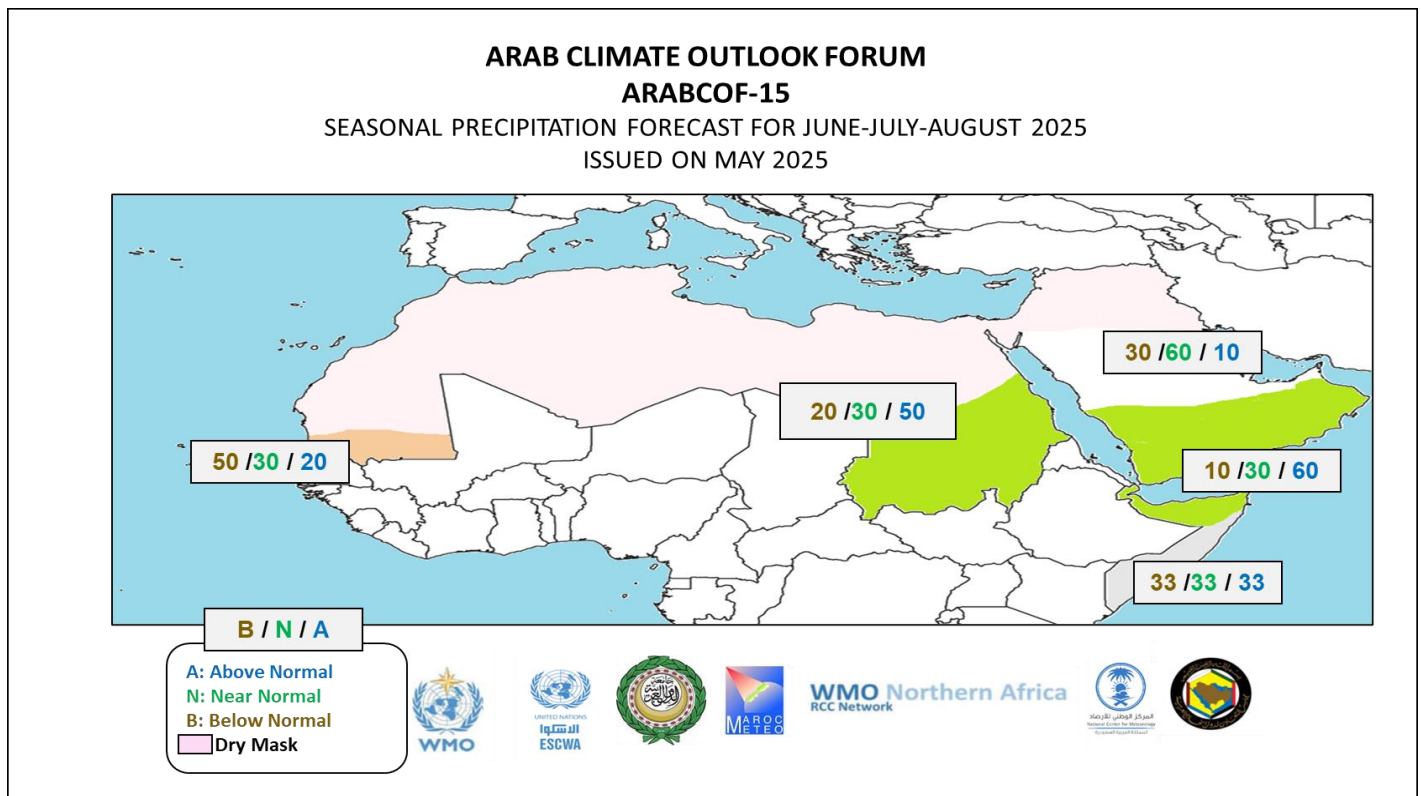 ARAB CLIMATE OUTLOOK FORUM
ARABCOF-15
SEASONAL PRECIPITATION FORECAST FOR JUNE-JULY-AUGUST 2025
ISSUED ON MAY 2025
30 /60 / 10
20 /30 / 50
50 /30 / 20
10 /30 / 60
33 /33 / 33
B / N / A
A: Above Normal
N: Near Normal
B: Below Normal
Dry Mask
WMO
UNITED NATIONS
الاسكوا
ESCWA
MAROC
METEO
WMO Northern Africa
RCC Network
المركز الوطني للأرصاد
National Center for Meteorology